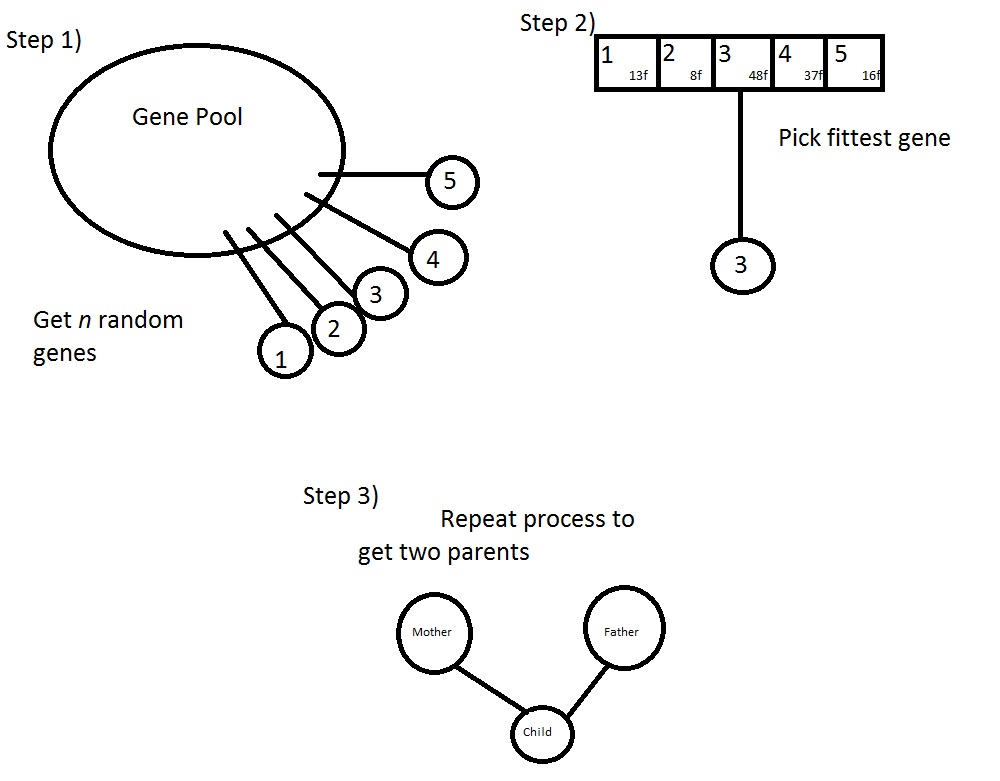 Step 1)
Gene Pool
5
4
3
2
1
Get n random
genes
Step 2)
1 2 3 4 5
13f 8f 48f 37f 16f
Pick fittest gene
3
Step 3)
Repeat process to
get two parents
Mother
Father
Child